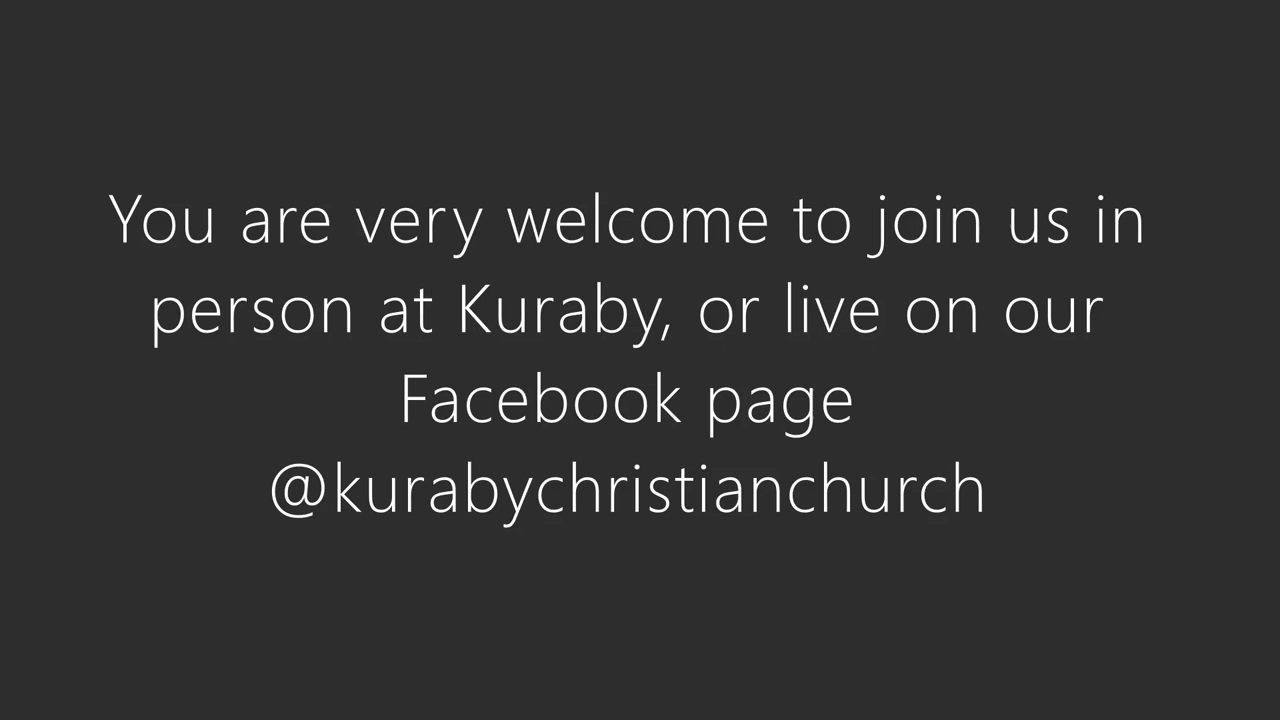 You are very welcome to join us in
person at Kuraby, or live on our
Facebook page
@kurabychristianchurch